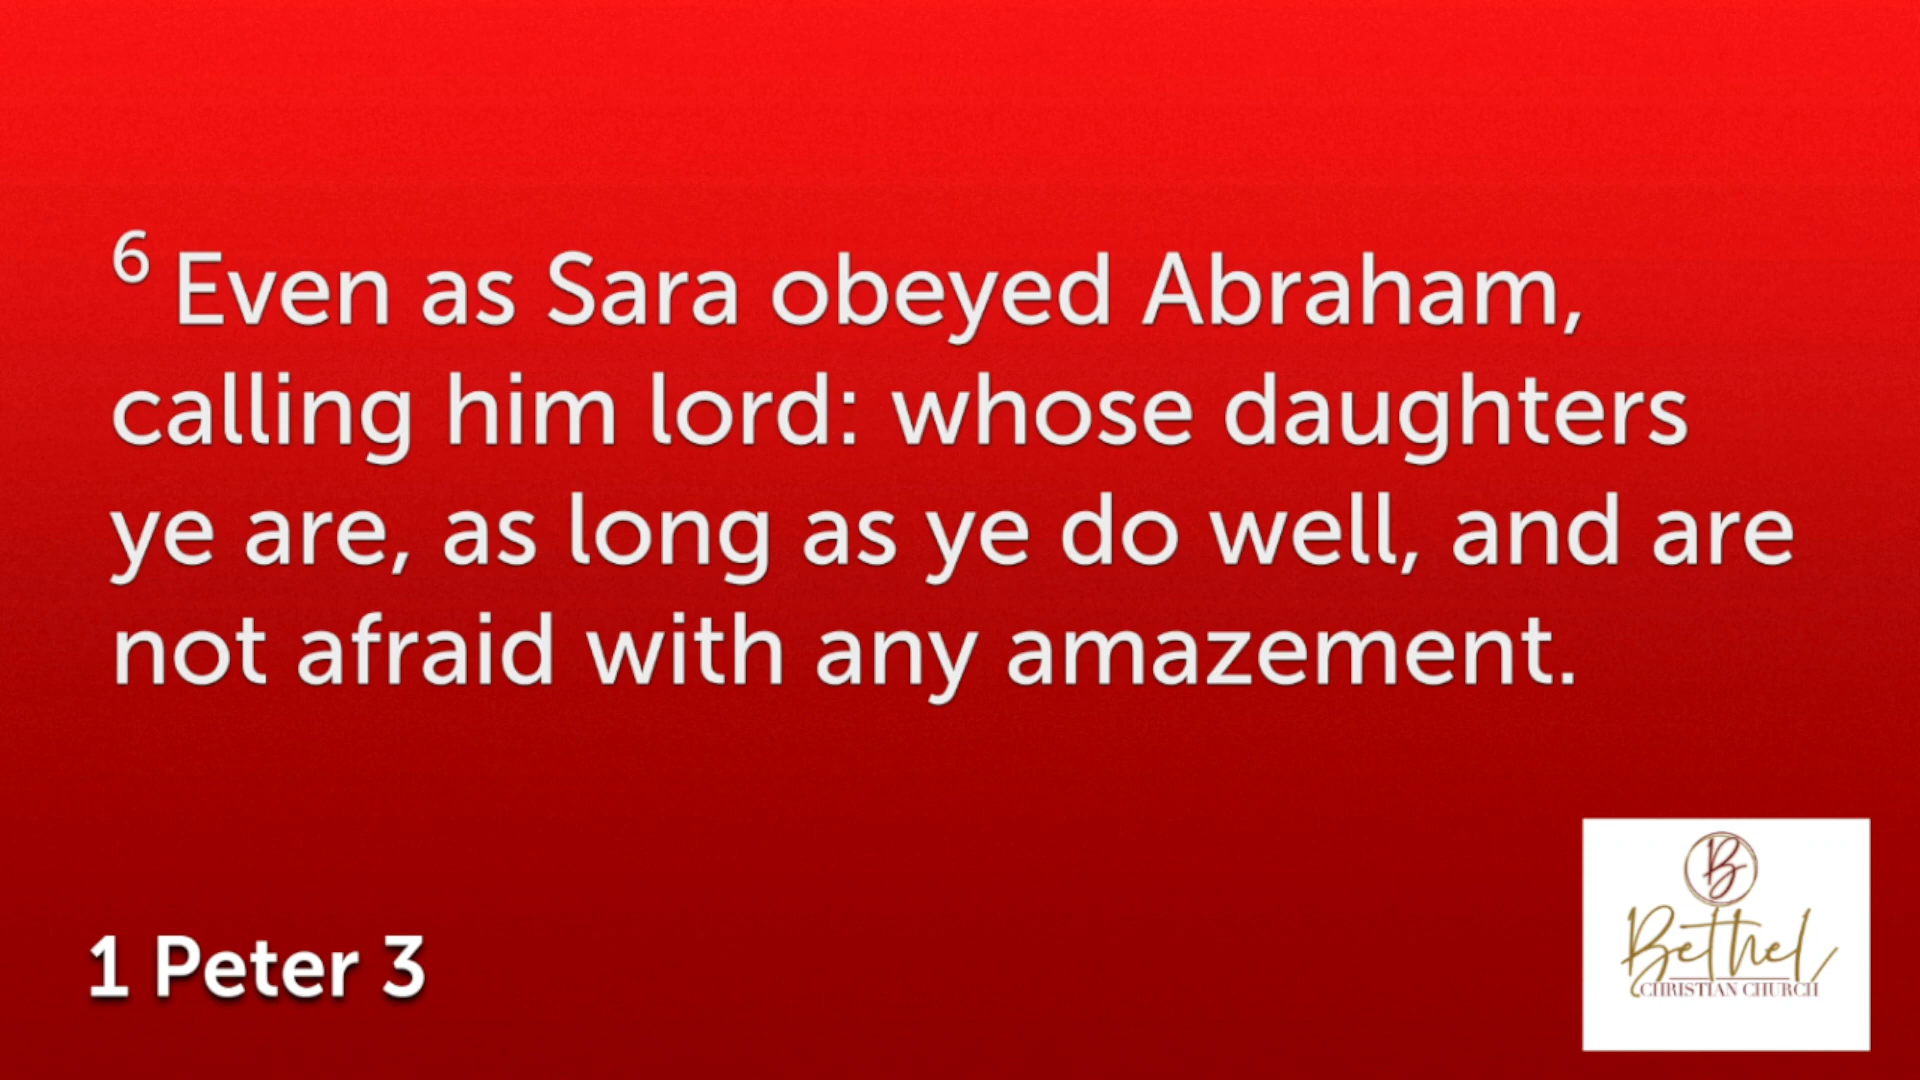 6 Even as Sara obeyed Abraham,
calling him lord: whose daughters
ye are, as long as ye do well, and are
not afraid with any amazement.
1 Peter 3
B
Bethel
CHRISTIAN CHURCH